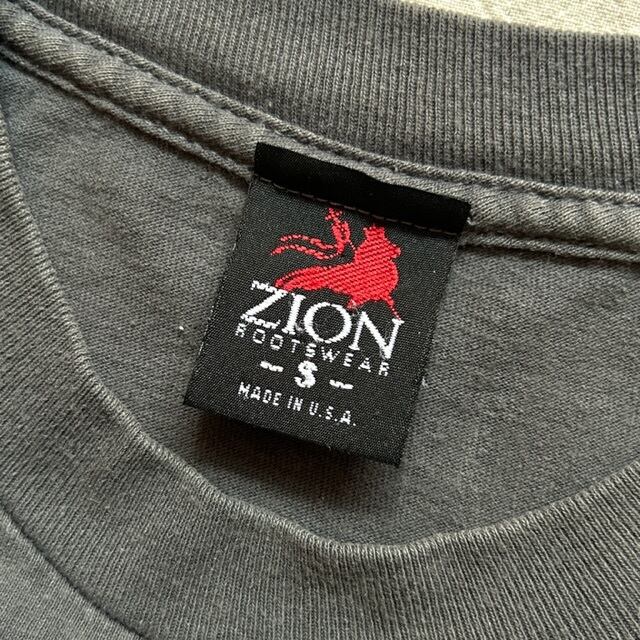 ZION
ROOTSWEAR
- S -
MADE IN U.S.A.